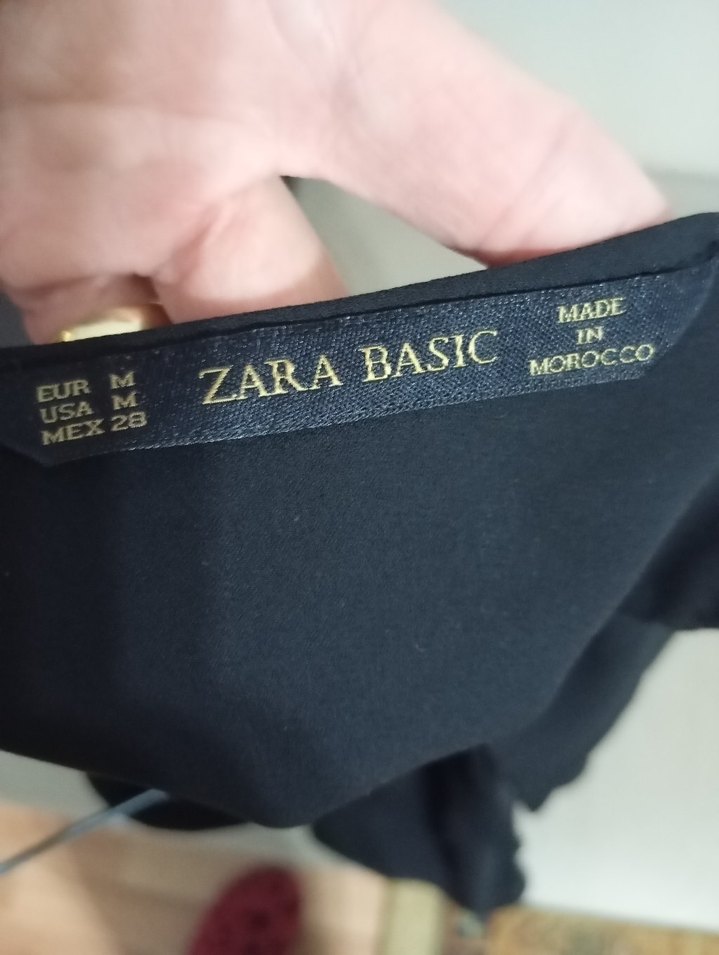 EUR M
USA M
MEX 28
ZARA BASIC
MADE
IN
MOROCCO